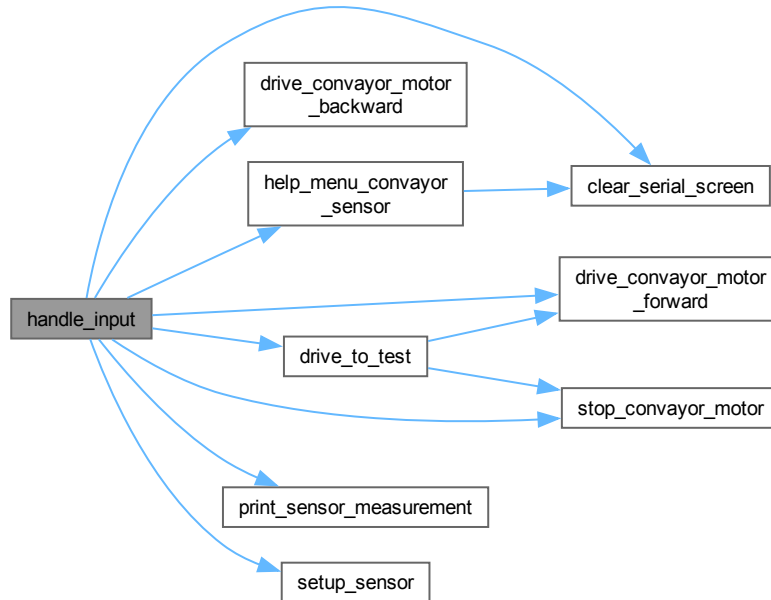 drive_convayor_motor
_backward
help_menu_convayor
_sensor
clear_serial_screen
drive_convayor_motor
_forward
handle_input
drive_to_test
stop_convayor_motor
print_sensor_measurement
setup_sensor